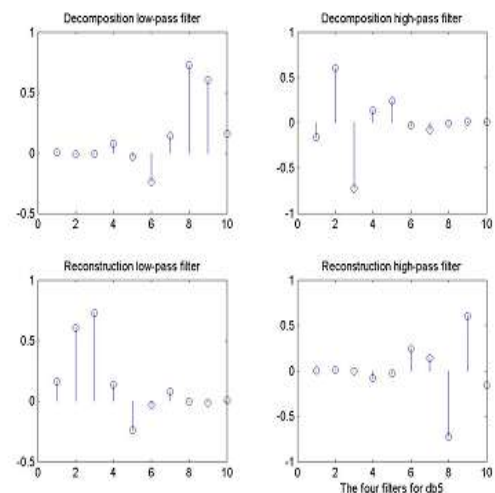 Decomposition low-pass filter
1
0.5
0
-0.5
0 2 4 6 8 10
Decomposition high-pass filter
1
0.5
0
-0.5
-1
0 2 4 6 8 10
Reconstruction low-pass filter
1
0.5
0
-0.5
0 2 4 6 8 10
Reconstruction high-pass filter
1
0.5
0
-0.5
-1
0 2 4 6 8 10
The four filters for db5